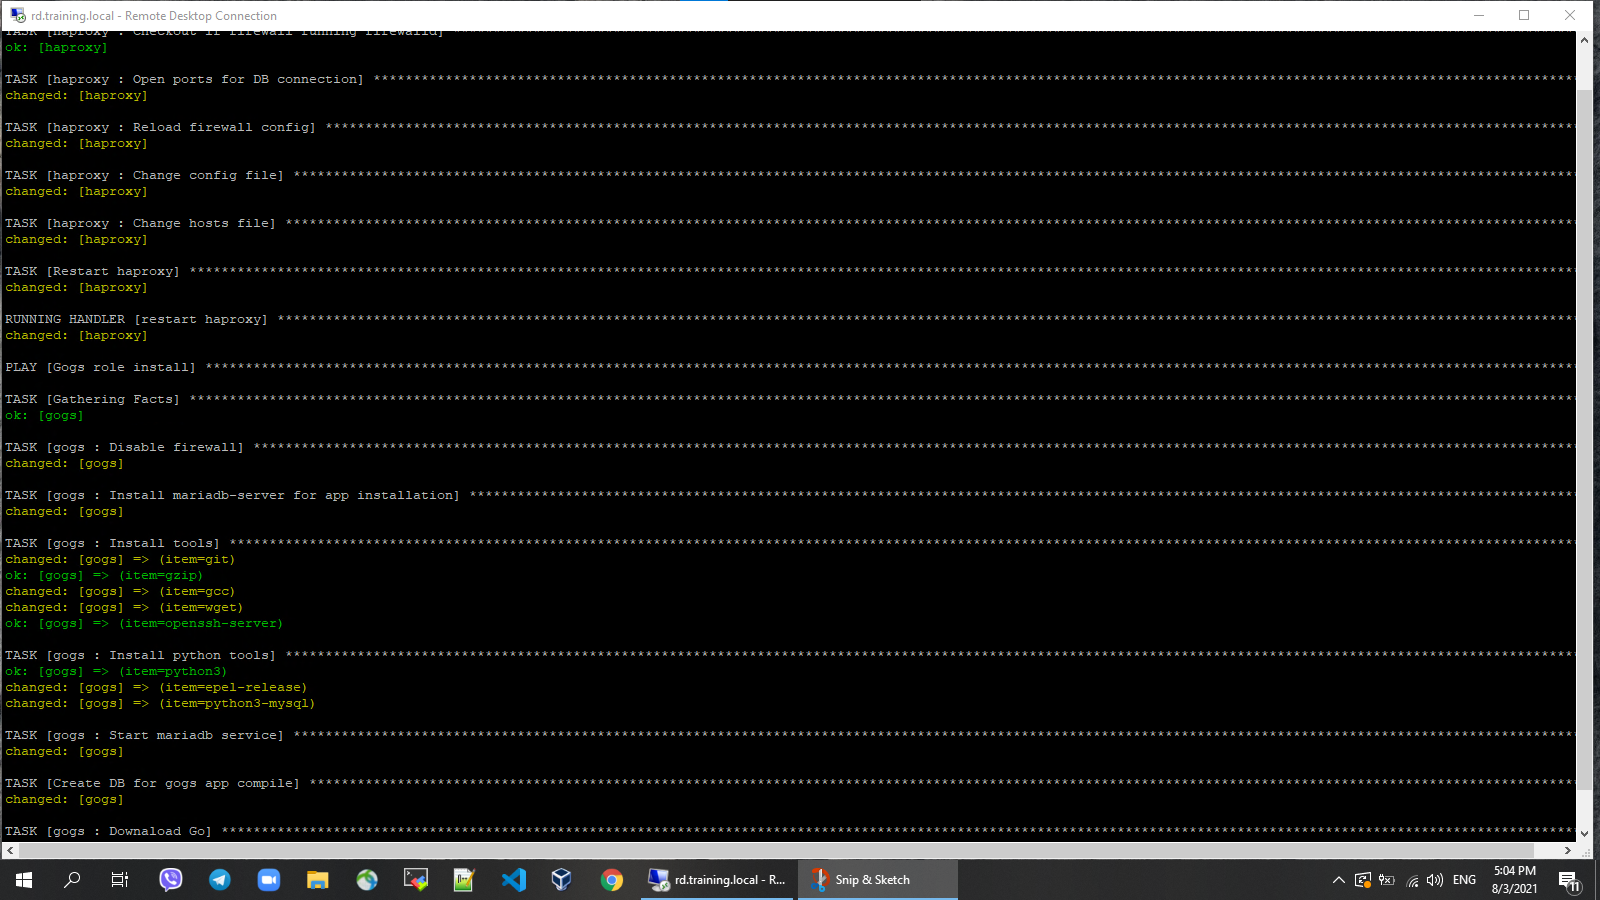 rd.training.local - Remote Desktop Connection
TASK [haproxy : Checkout if firewall running firewalld]
ok: [haproxy]
TASK [haproxy : Open ports for DB connection] ****************************************************************************************************************************************************
changed: [haproxy]
TASK [haproxy : Reload firewall config] **********************************************************************************************************************************************************
changed: [haproxy]
TASK [haproxy : Change config file] **************************************************************************************************************************************************************
changed: [haproxy]
TASK [haproxy : Change hosts file] ***************************************************************************************************************************************************************
changed: [haproxy]
TASK [Restart haproxy] ***************************************************************************************************************************************************************************
changed: [haproxy]
RUNNING HANDLER [restart haproxy] ****************************************************************************************************************************************************************
changed: [haproxy]
PLAY [Gogs role install] *************************************************************************************************************************************************************************
TASK [Gathering Facts] ***************************************************************************************************************************************************************************
ok: [gogs]
TASK [gogs : Disable firewall] *******************************************************************************************************************************************************************
changed: [gogs]
TASK [gogs : Install mariadb-server for app installation] ****************************************************************************************************************************************
changed: [gogs]
TASK [gogs : Install tools] **********************************************************************************************************************************************************************
changed: [gogs] => (item=git)
ok: [gogs] => (item=gzip)
changed: [gogs] => (item=gcc)
changed: [gogs] => (item=wget)
ok: [gogs] => (item=openssh-server)
TASK [gogs : Install python tools] ***************************************************************************************************************************************************************
ok: [gogs] => (item=python3)
changed: [gogs] => (item=epel-release)
changed: [gogs] => (item=python3-mysql)
TASK [gogs : Start mariadb service] **************************************************************************************************************************************************************
changed: [gogs]
TASK [Create DB for gogs app compile] ************************************************************************************************************************************************************
changed: [gogs]
TASK [gogs : Downaload Go] ***********************************************************************************************************************************************************************
rd.training.local - R...
Snip & Sketch
ENG
5:04 PM
8/3/2021
11